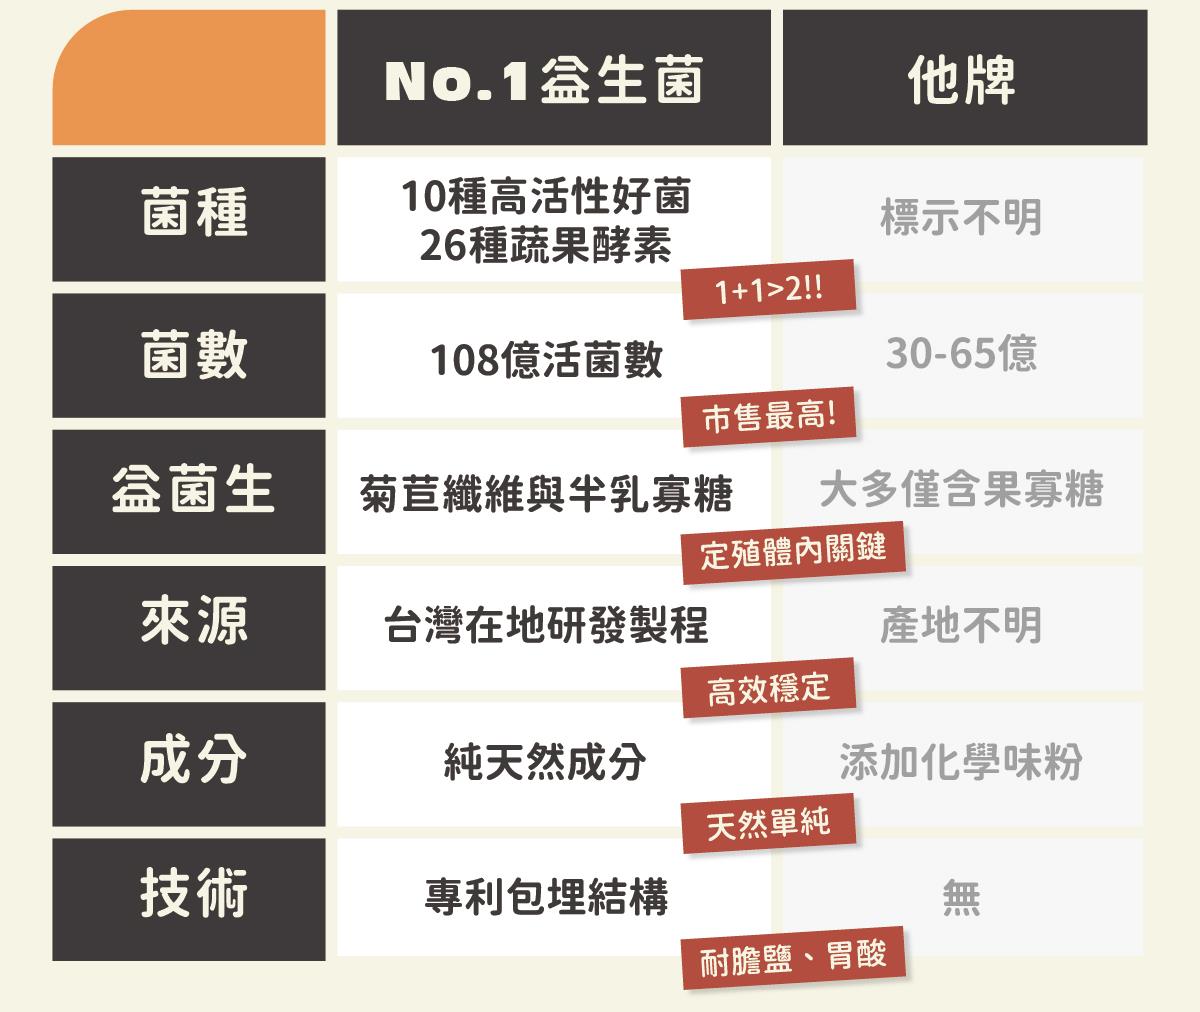 No.1益生菌
他牌
菌種
10種高活性好菌
26種蔬果酵素
標示不明
1+1>2!!
菌數
108億活菌數
30-65億
市售最高!
益菌生
菊苣纖維與半乳寡糖
大多僅含果寡糖
定殖體內關鍵
來源
台灣在地研發製程
產地不明
高效穩定
成分
純天然成分
添加化學味粉
天然單純
技術
專利包埋結構
無
耐膽鹽、胃酸